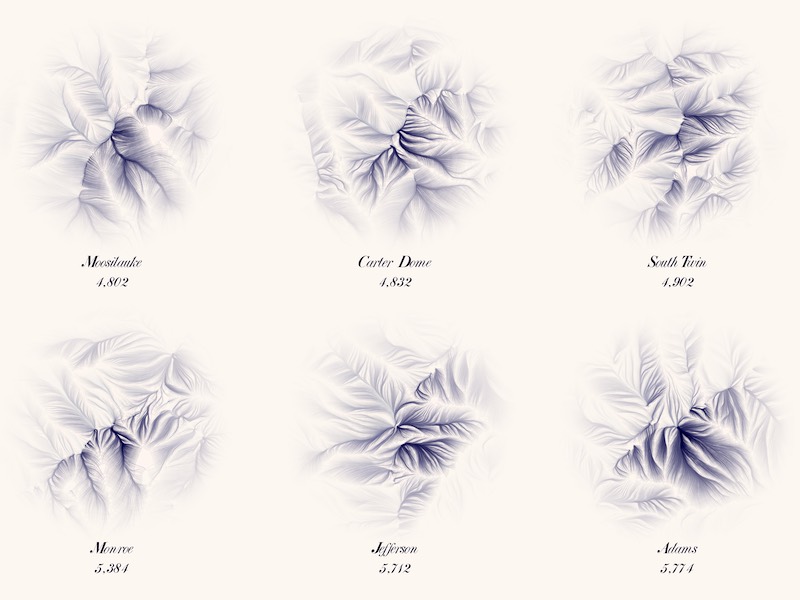 Moosilauke
4,802
Carter Dome
4,832
South Twin
4,902
Monroe
5,384
Jefferson
5,712
Adams
5,774